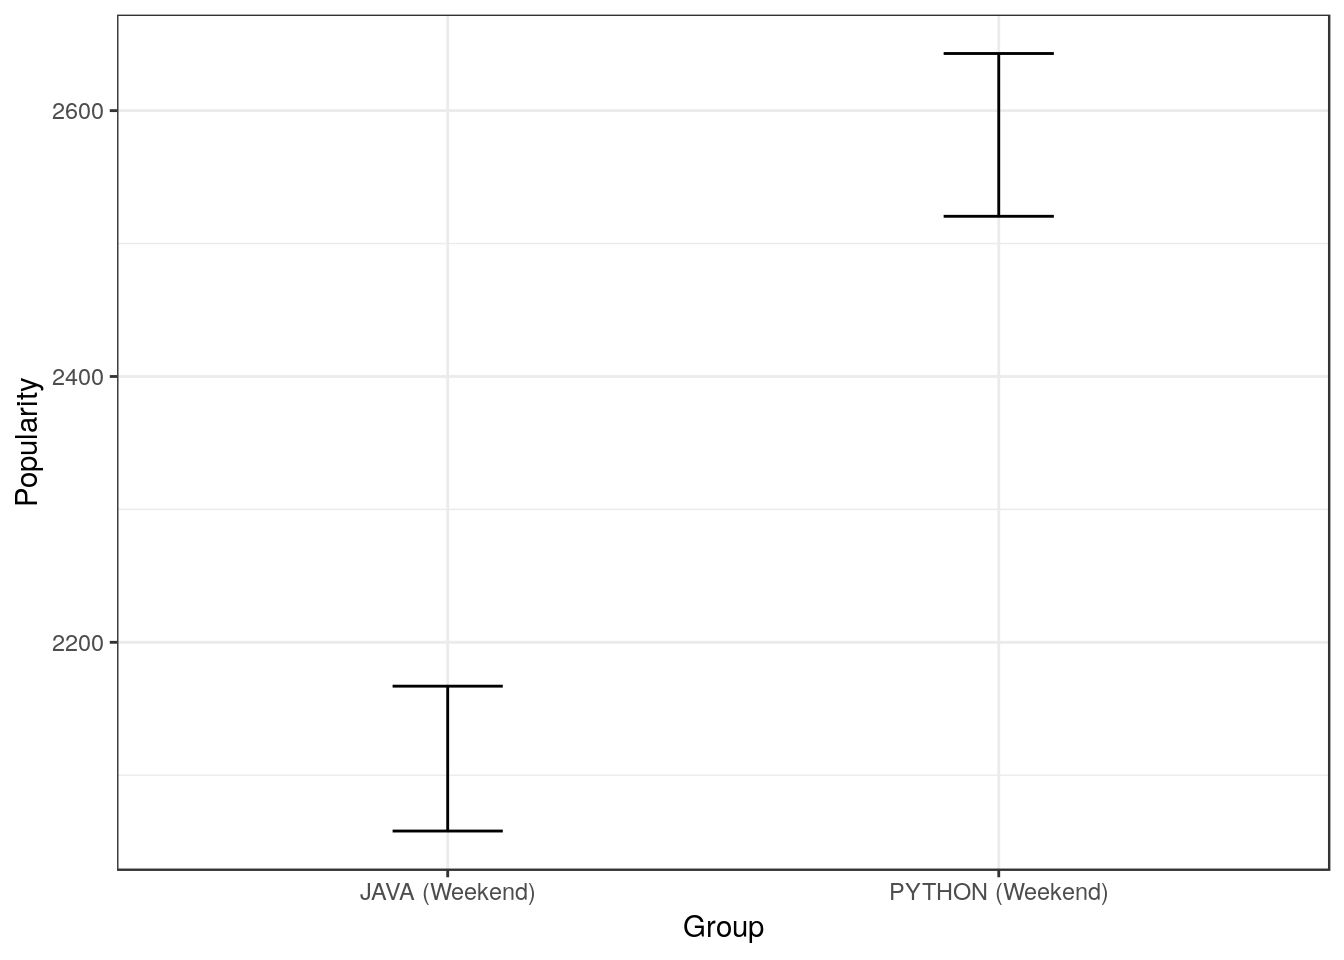 2600
2400
2200
Popularity
JAVA (Weekend)
PYTHON (Weekend)
Group